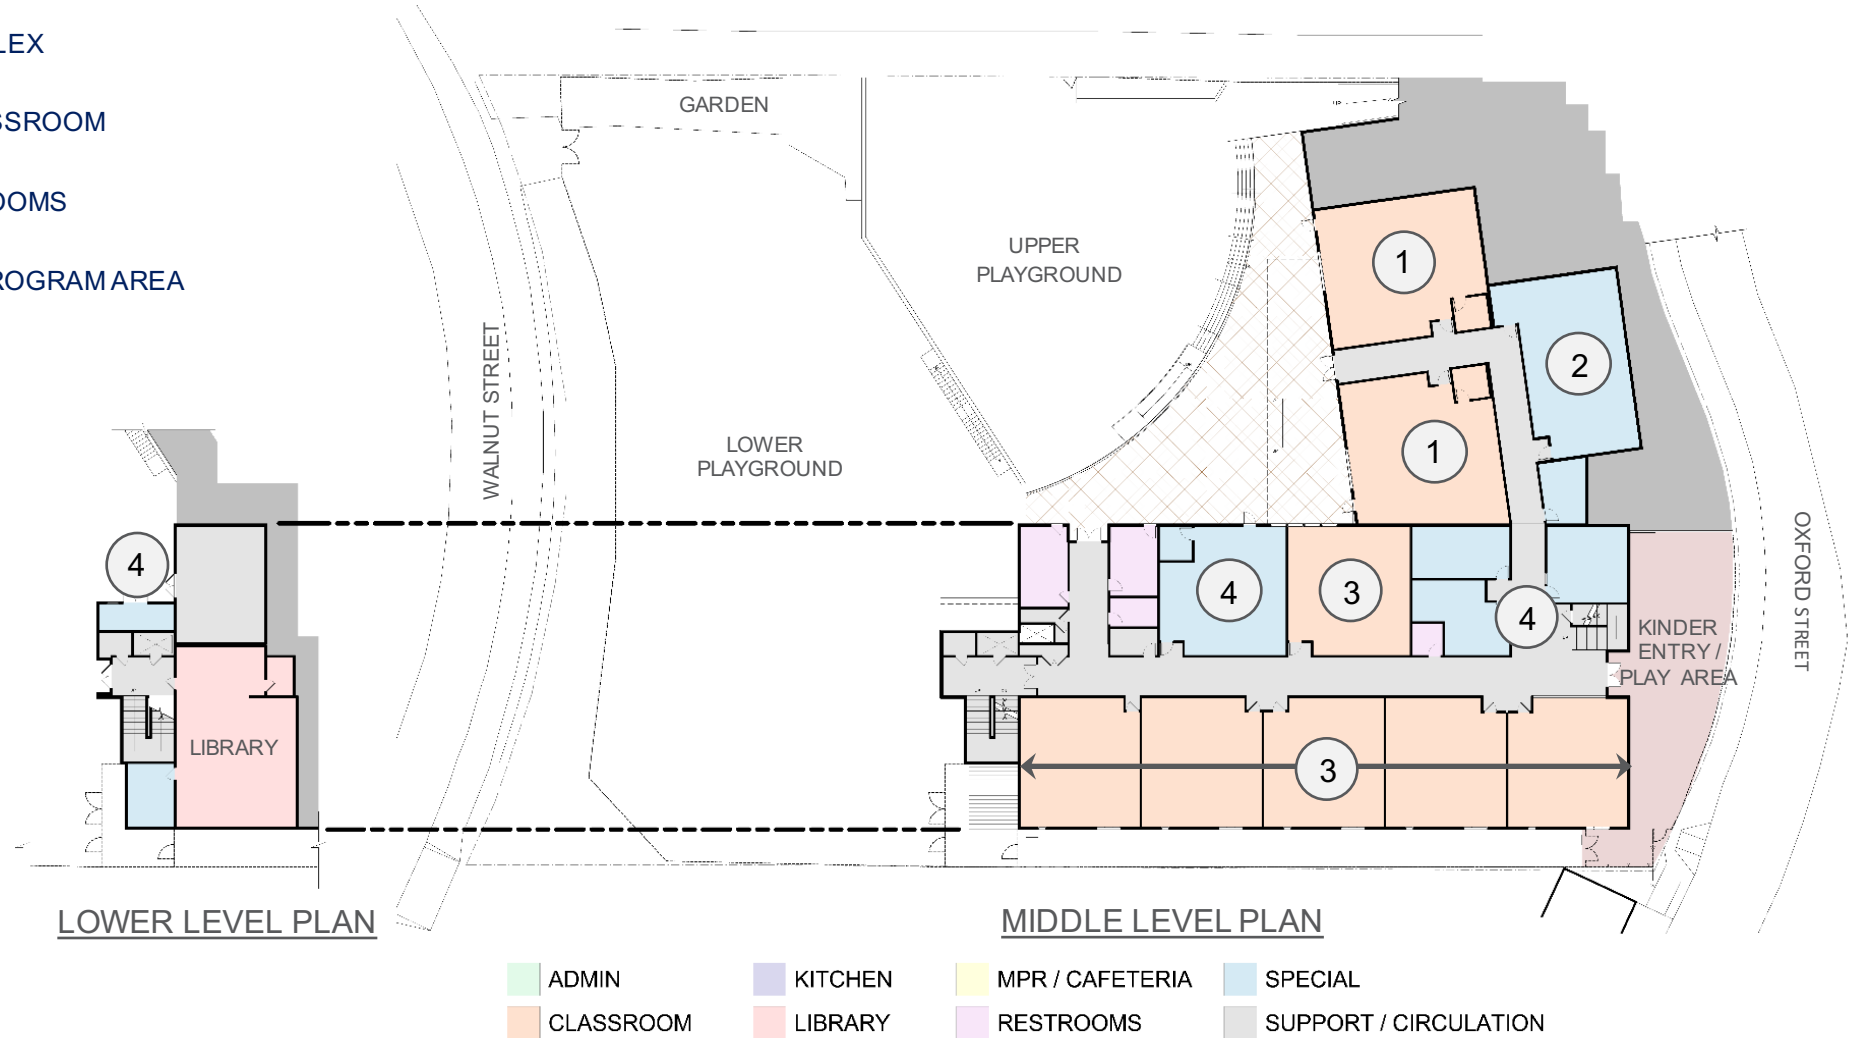 LEX
SSROOM
OOMS
ROGRAM AREA
GARDEN
UPPER
PLAYGROUND
WALNUT STREET
LOWER
PLAYGROUND
1
2
1
OXFORD STREET
4
4
3
4
KINDER
ENTRY /
PLAY AREA
LIBRARY
3
LOWER LEVEL PLAN
MIDDLE LEVEL PLAN
ADMIN
KITCHEN
MPR / CAFETERIA
SPECIAL
CLASSROOM
LIBRARY
RESTROOMS
SUPPORT / CIRCULATION